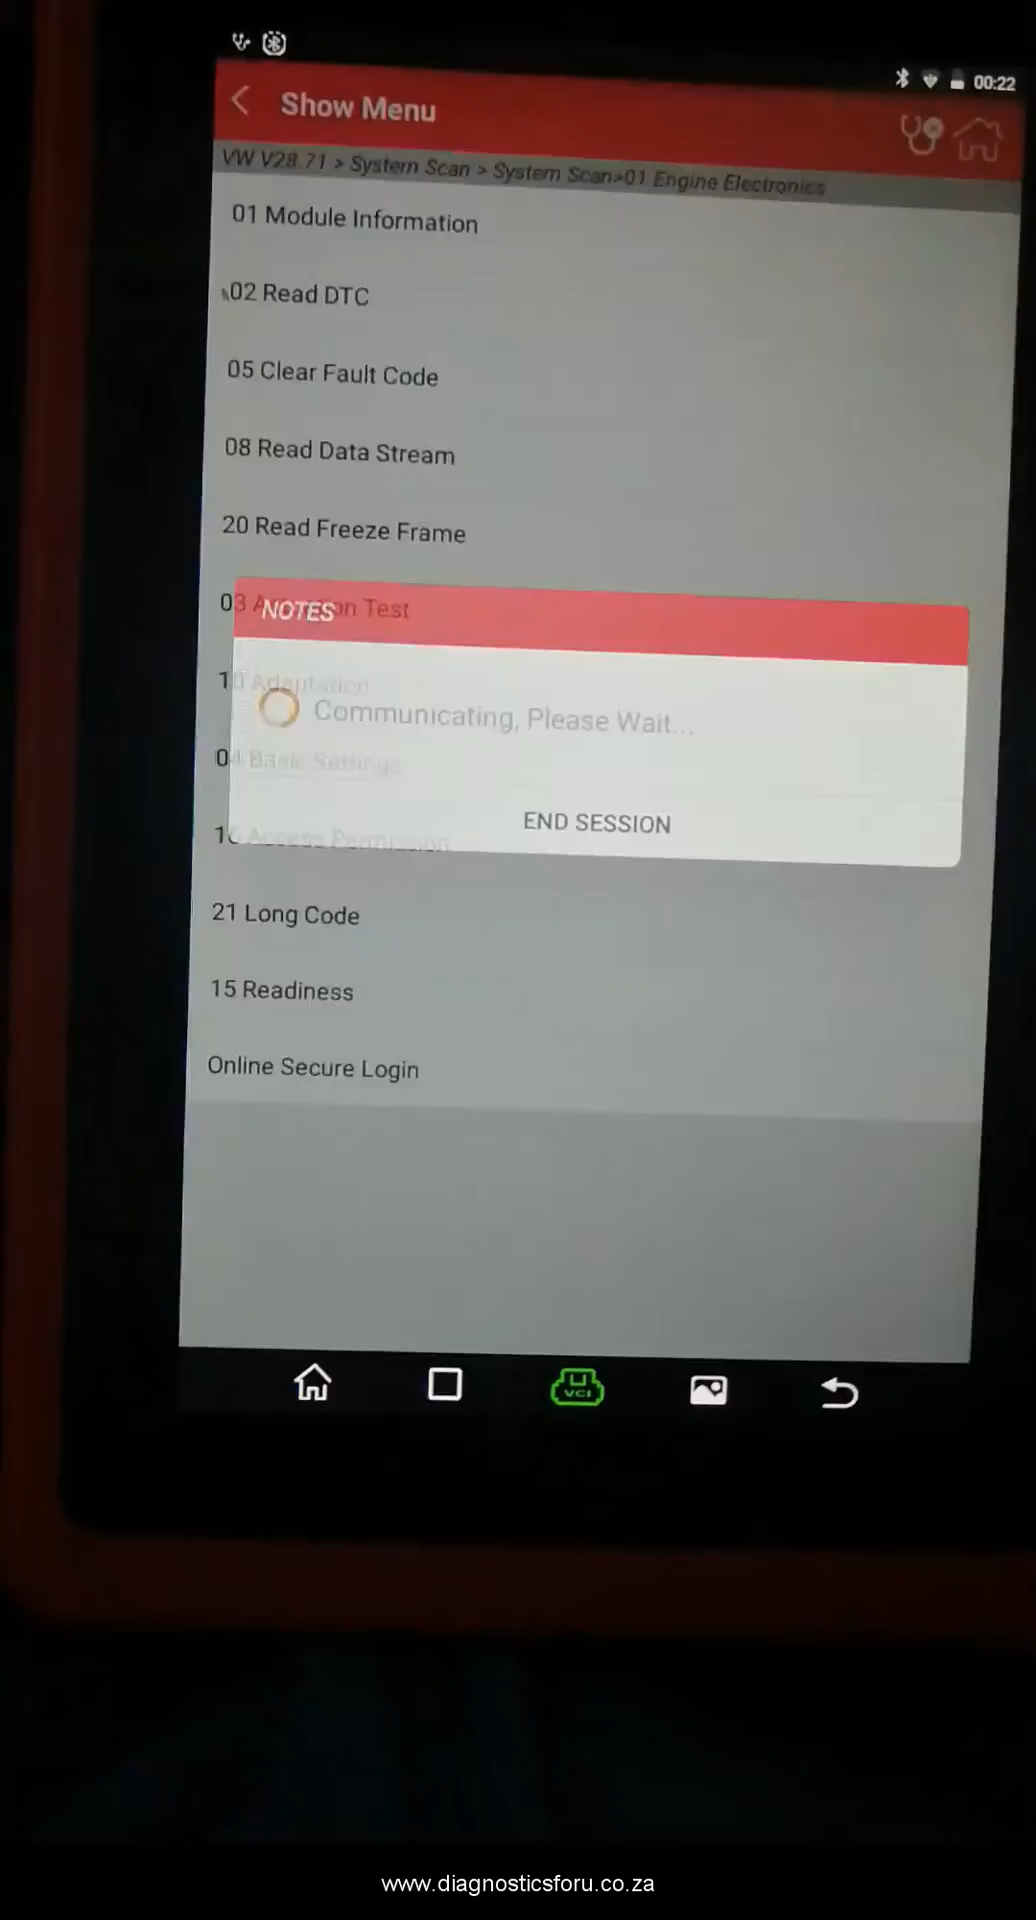 00:22
Show Menu
VW V28.71 > System Scan > System Scan>01 Engine Electronics
01 Module Information
02 Read DTC
05 Clear Fault Code
08 Read Data Stream
20 Read Freeze Frame
03 Actuation Test
NOTES
10 Adaptation
Communicating, Please Wait...
04 Basic Settings
END SESSION
16 Access Permission
21 Long Code
15 Readiness
Online Secure Login
VCI
www.diagnosticsforu.co.za